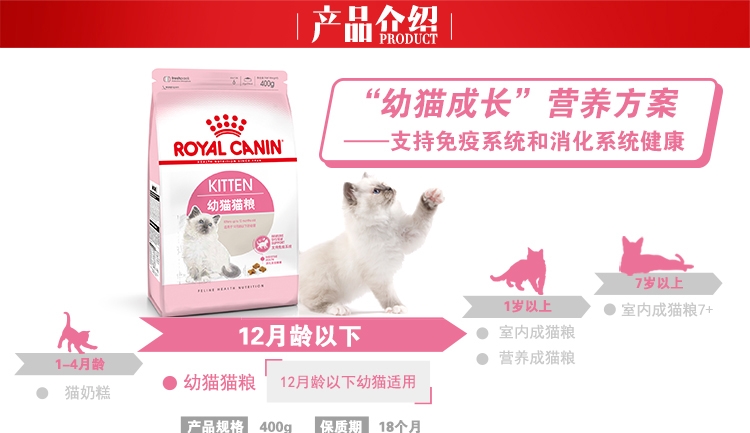 产品介绍
PRODUCT
400g
ROYAL CANIN
KITTEN
幼猫猫粮
FELINE HEALTH NUTRITION
“幼猫成长”营养方案
——支持免疫系统和消化系统健康
1-4月龄
猫奶糕
12月龄以下
幼猫猫粮
12月龄以下幼猫适用
1岁以上
室内成猫粮
营养成猫粮
7岁以上
室内成猫粮7+
产品规格 400g 保质期 18个月